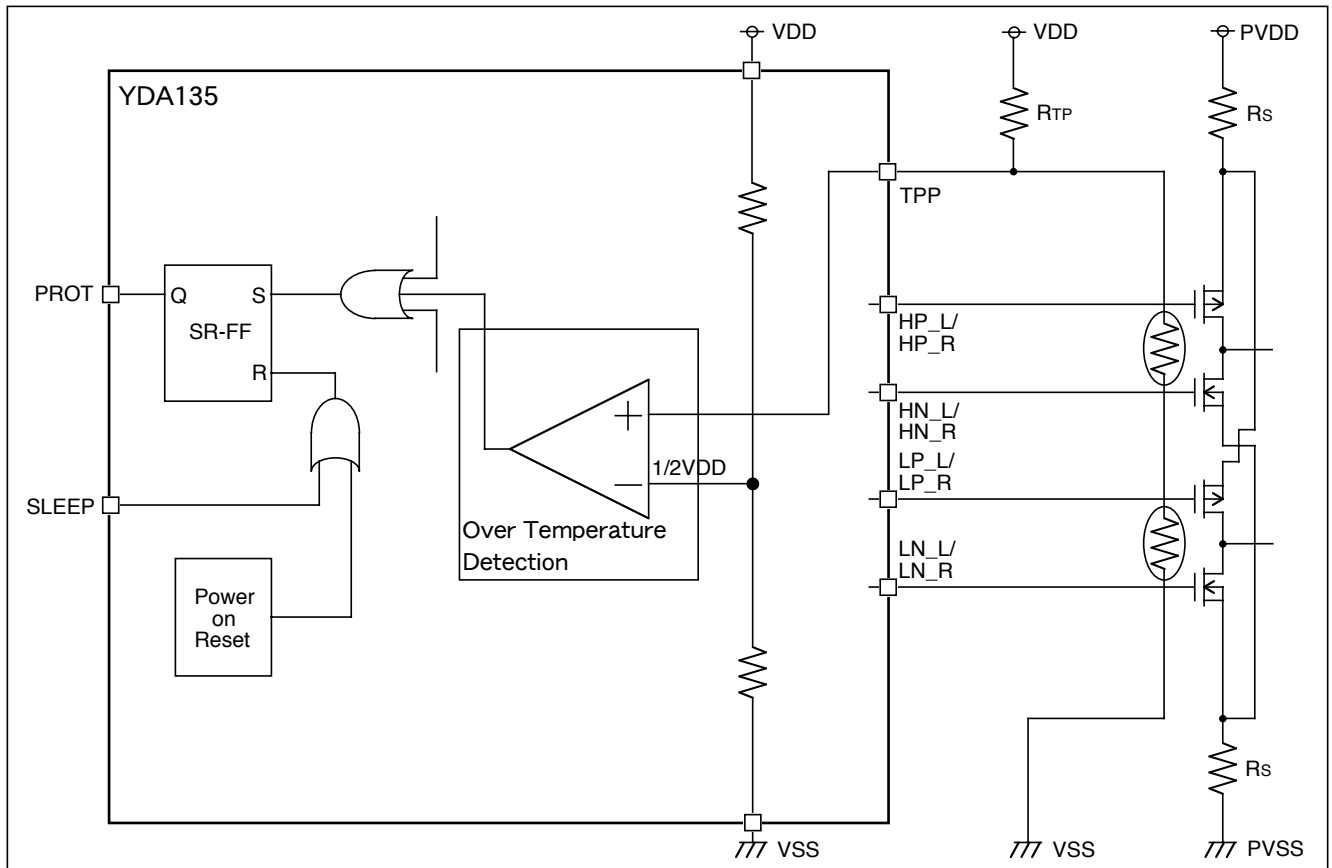 VDD
VDD
PVDD
YDA135
RTP
RS
TPP
PROT
Q
S
SR-FF
R
HP_L/
HP_R
+
HN_L/
HN_R
1/2VDD
−
LP_L/
LP_R
SLEEP
Over Temperature
Detection
LN_L/
LN_R
Power
on
Reset
RS
VSS
VSS
PVSS